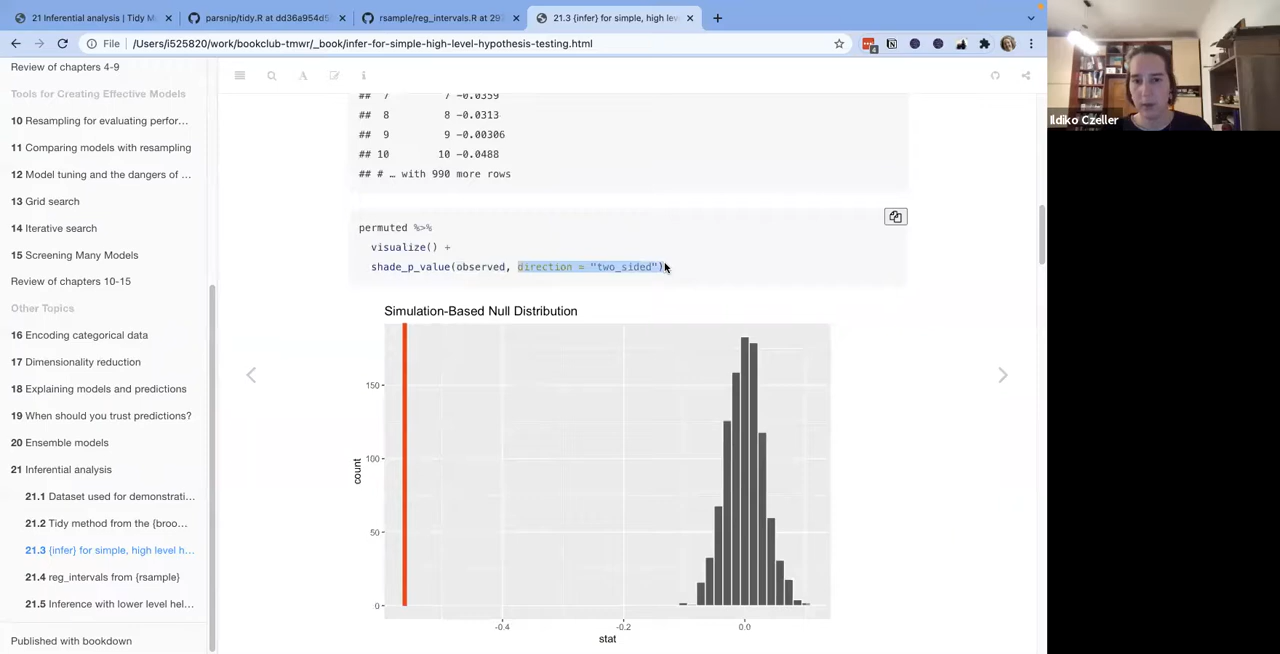 21 Inferential analysis | Tidy M
parsnip/tidy.R at dd36a954d5
rsample/reg_intervals.R at 297
21.3 {infer} for simple, high lev
File
/Users/i525820/work/bookclub-tmwr/_book/infer-for-simple-high-level-hypothesis-testing.html
4
Review of chapters 4-9
Tools for Creating Effective Models
10 Resampling for evaluating perfor…
11 Comparing models with resampling
12 Model tuning and the dangers of …
13 Grid search
14 Iterative search
15 Screening Many Models
Review of chapters 10-15
Other Topics
16 Encoding categorical data
17 Dimensionality reduction
18 Explaining models and predictions
19 When should you trust predictions?
20 Ensemble models
21 Inferential analysis
21.1 Dataset used for demonstrati…
21.2 Tidy method from the {broo…
21.3 {infer} for simple, high level h…
21.4 reg_intervals from {rsample}
21.5 Inference with lower level hel…
Published with bookdown
A
i
## 7 7 -0.0359
## 8 8 -0.0313
## 9 9 -0.00306
## 10 10 -0.0488
## # … with 990 more rows
permuted %>%
visualize() +
shade_p_value(observed, direction = "two_sided")
Simulation-Based Null Distribution
150
100
50
0
count
-0.4 -0.2 0.0
stat
Ildiko Czeller